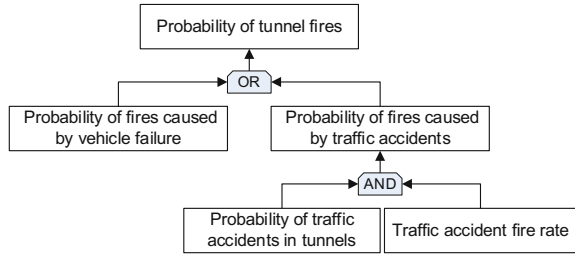 Probability of tunnel fires
OR
Probability of fires caused
by vehicle failure
Probability of fires caused
by traffic accidents
AND
Probability of traffic
accidents in tunnels
Traffic accident fire rate